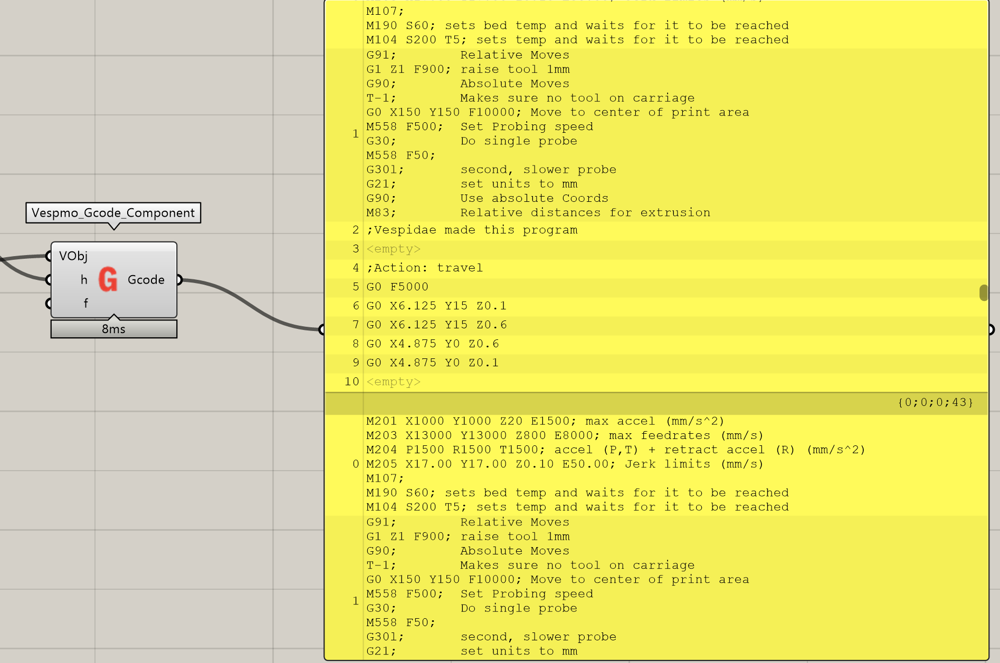 Vespmo_Gcode_Component
VObj
h
G
Gcode
f
8ms
M107;
M190 S60; sets bed temp and waits for it to be reached
M104 S200 T5; sets temp and waits for it to be reached
G91; Relative Moves
G1 Z1 F900; raise tool 1mm
G90; Absolute Moves
T-1; Makes sure no tool on carriage
G0 X150 Y150 F10000; Move to center of print area
1 M558 F500; Set Probing speed
G30; Do single probe
M558 F50;
G30l; second, slower probe
G21; set units to mm
G90; Use absolute Coords
M83; Relative distances for extrusion
2 ;Vespidae made this program
3 <empty>
4 ;Action: travel
5 G0 F5000
6 G0 X6.125 Y15 Z0.1
7 G0 X6.125 Y15 Z0.6
8 G0 X4.875 Y0 Z0.6
9 G0 X4.875 Y0 Z0.1
10 <empty>
{0;0;0;43}
M201 X1000 Y1000 Z20 E1500; max accel (mm/s^2)
M203 X13000 Y13000 Z800 E8000; max feedrates (mm/s)
M204 P1500 R1500 T1500; accel (P,T) + retract accel (R) (mm/s^2)
0 M205 X17.00 Y17.00 Z0.10 E50.00; Jerk limits (mm/s)
M107;
M190 S60; sets bed temp and waits for it to be reached
M104 S200 T5; sets temp and waits for it to be reached
G91; Relative Moves
G1 Z1 F900; raise tool 1mm
G90; Absolute Moves
T-1; Makes sure no tool on carriage
G0 X150 Y150 F10000; Move to center of print area
1 M558 F500; Set Probing speed
G30; Do single probe
M558 F50;
G30l; second, slower probe
G21; set units to mm